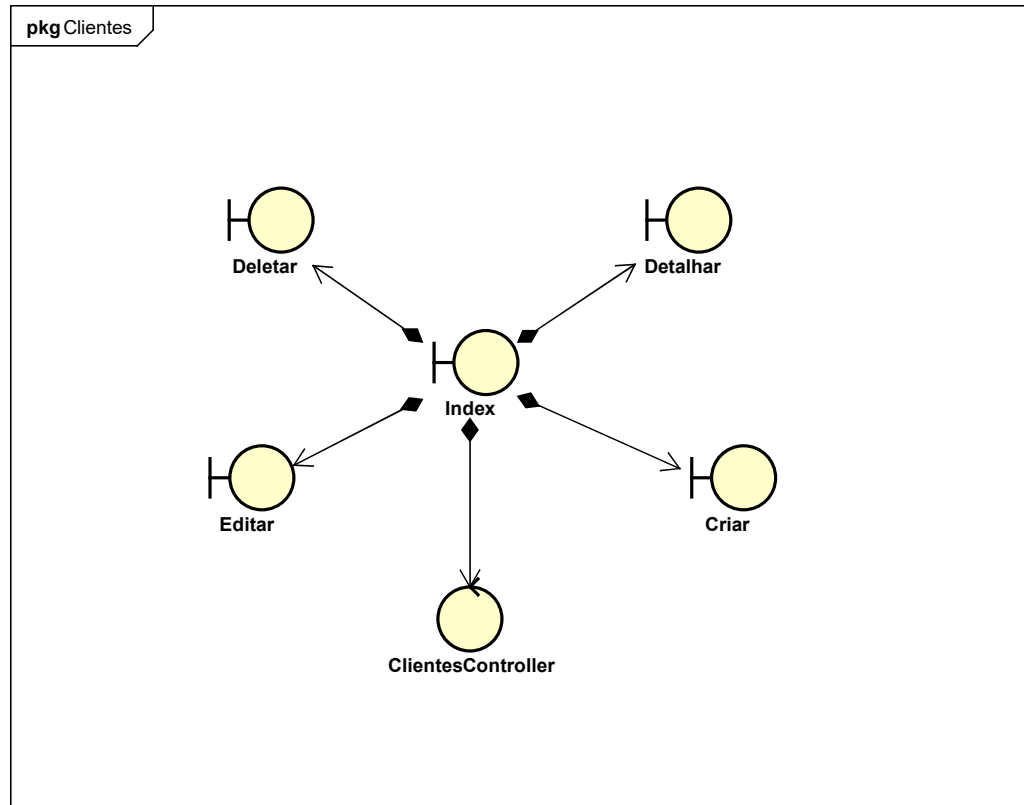 pkg Clientes
Deletar
Detalhar
Index
Editar
Criar
ClientesController